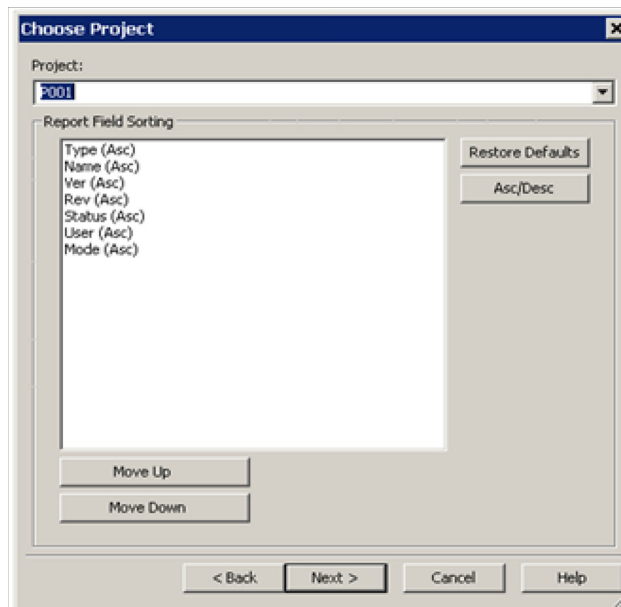 Choose Project
Project:
P001
Report Field Sorting
Type (Asc)
Name (Asc)
Ver (Asc)
Rev (Asc)
Status (Asc)
User (Asc)
Mode (Asc)
Restore Defaults
Asc/Desc
Move Up
Move Down
< Back Next > Cancel Help